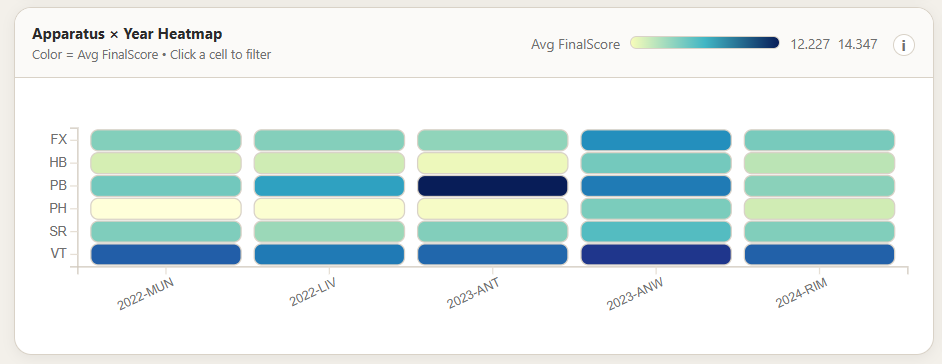 Apparatus × Year Heatmap
Color = Avg FinalScore • Click a cell to filter
Avg FinalScore 12.227 14.347 i
FX
HB
PB
PH
SR
VT
2022-MUN 2022-LIV 2023-ANT 2023-ANW 2024-RIM